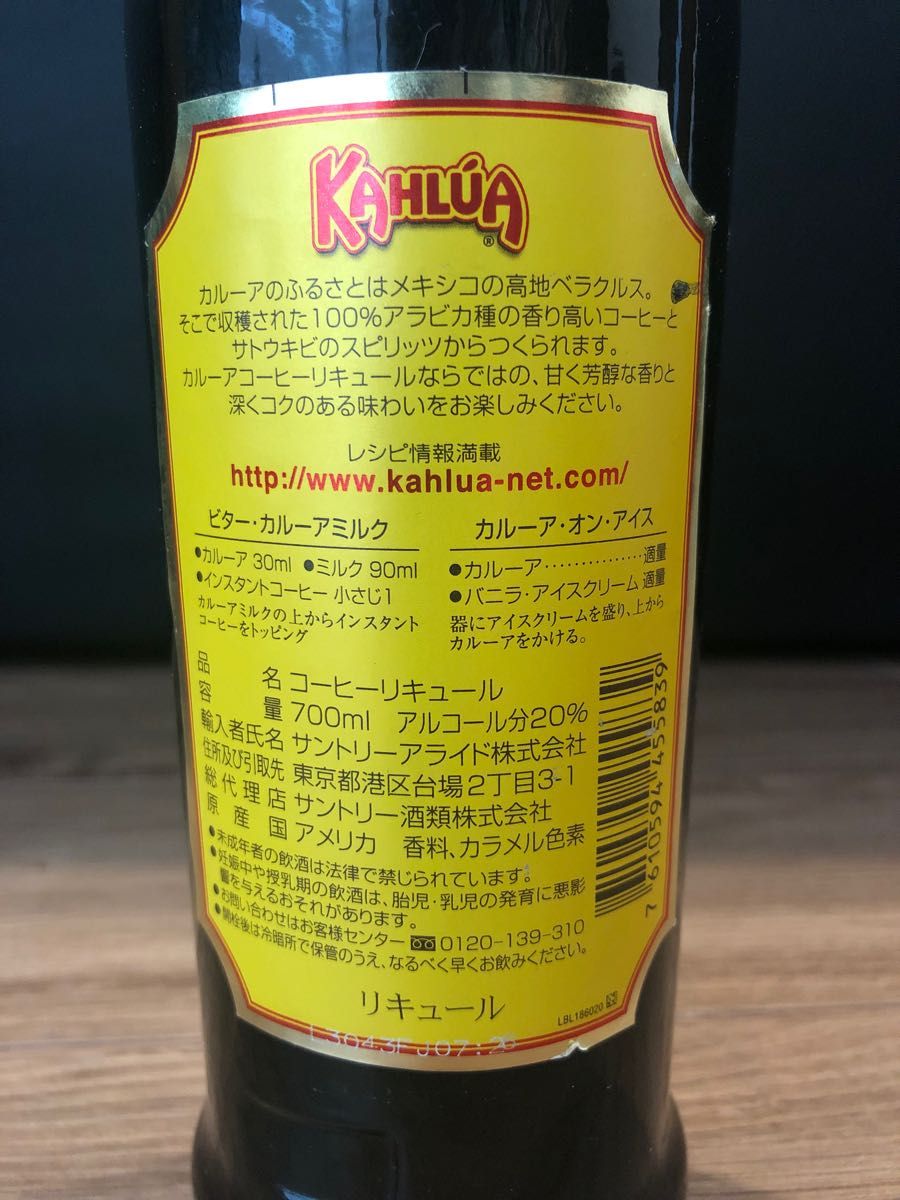 KAHLÚA
®
カルーアのふるさとはメキシコの高地ベラクルス。
そこで収穫された100%アラビカ種の香り高いコーヒーと
サトウキビのスピリッツからつくられます。
カルーアコーヒーリキュールならではの、甘く芳醇な香りと
深くコクのある味わいをお楽しみください。
レシピ情報満載
http://www.kahlua-net.com/
ビター・カルーアミルク
●カルーア 30ml ●ミルク 90ml
●インスタントコーヒー 小さじ1
カルーアミルクの上からインスタント
コーヒーをトッピング
カルーア・オン・アイス
●カルーア・・・・・・・・・・・・・・・適量
●バニラ・アイスクリーム 適量
器にアイスクリームを盛り、上から
カルーアをかける。
品名 コーヒーリキュール
容量 700ml アルコール分20%
輸入者氏名 サントリーアライド株式会社
住所及び引取先 東京都港区台場2丁目3-1
総代理店 サントリー酒類株式会社
原産国 アメリカ 香料、カラメル色素
●未成年者の飲酒は法律で禁じられています。
●妊娠中や授乳期の飲酒は、胎児・乳児の発育に悪影
響を与えるおそれがあります。
●お問い合わせはお客様センター 0120-139-310
●開栓後は冷暗所で保管のうえ、なるべく早くお飲みください。
リキュール
LBL186020
7 610594 455839
L3043FJ07:26